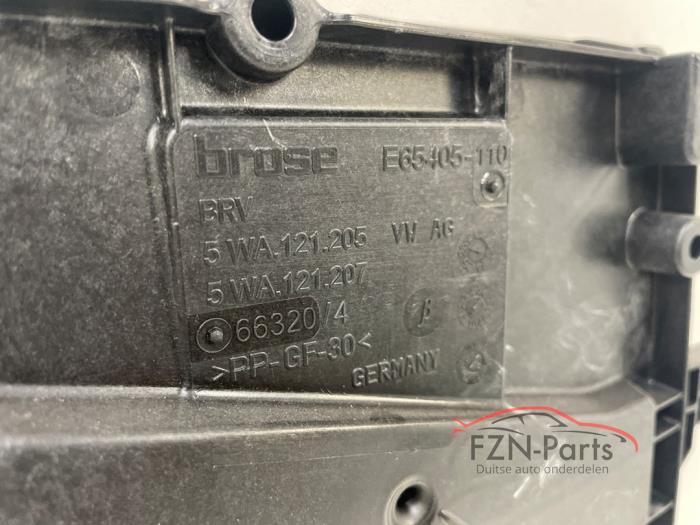 brose E65405-110
BRV
5 WA.121.205 VW AG
5 WA.121.207
66320/4 β
>PP-GF-30<
GERMANY
FZN-Parts
Duitse auto onderdelen